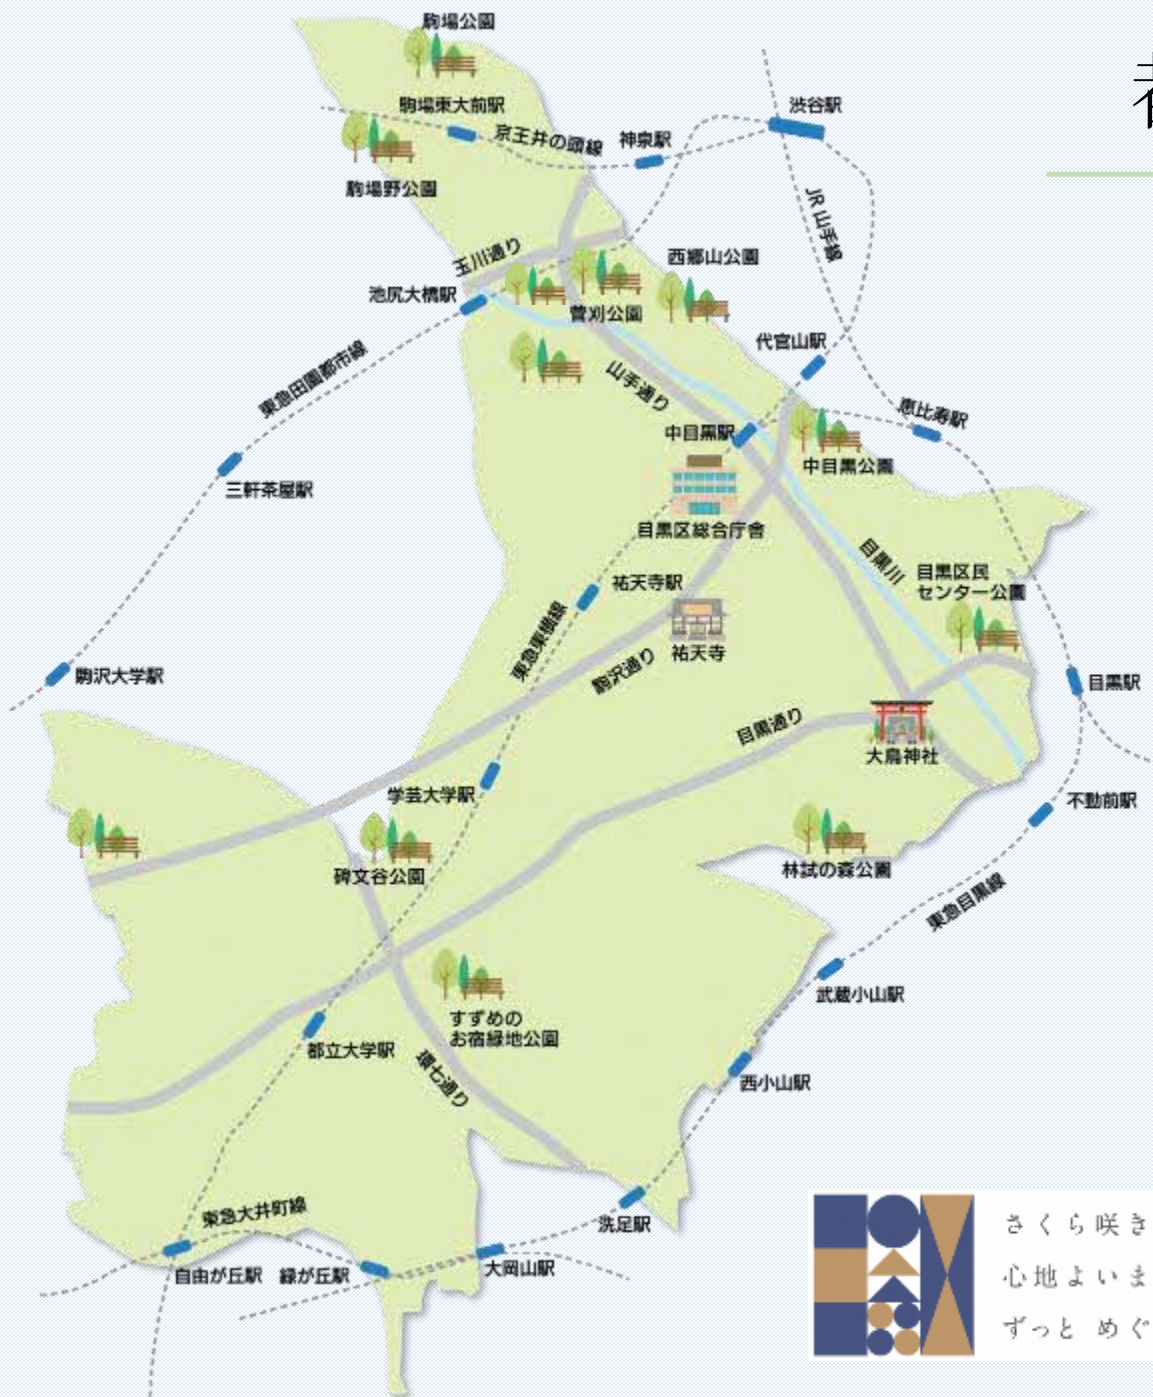 駒場公園
駒場東大前駅
京王井の頭線
神泉駅
渋谷駅
駒場野公園
JR山手線
玉川通り
西郷山公園
池尻大橋駅
菅刈公園
代官山駅
東急田園都市線
山手通り
恵比寿駅
中目黒駅
中目黒公園
三軒茶屋駅
目黒区総合庁舎
目黒川
目黒区民
センター公園
祐天寺駅
東急東横線
祐天寺
駒沢通り
駒沢大学駅
目黒駅
目黒通り
大鳥神社
学芸大学駅
不動前駅
碑文谷公園
林試の森公園
東急目黒線
武蔵小山駅
すずめの
お宿緑地公園
都立大学駅
環七通り
西小山駅
東急大井町線
洗足駅
自由が丘駅
緑が丘駅
大岡山駅
さくら咲き
心地よいま
ずっと めぐ